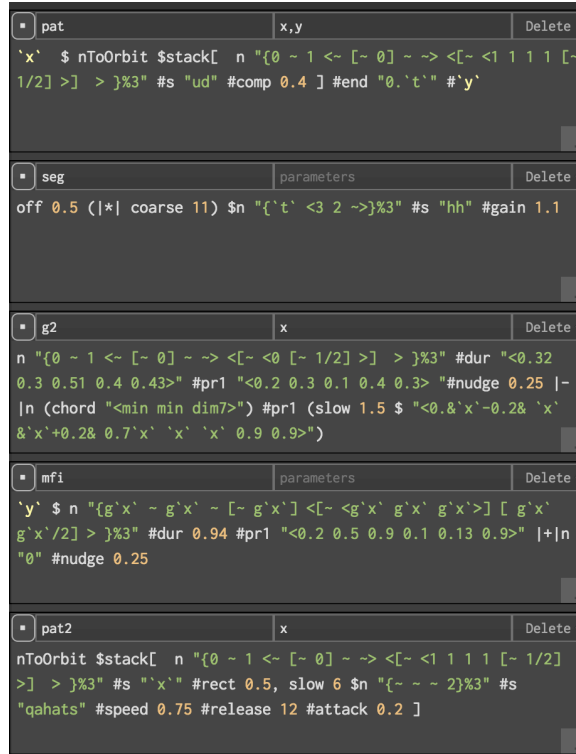 pat x,y Delete
`x`  $ nToOrbit $stack[  n "{0 ~ 1 <~ [~ 0] ~ ~> <[~ <1 1 1 1 [~
1/2] >]  > }%3" #s "ud" #comp 0.4 ] #end "0.`t`" #`y`
seg parameters Delete
off 0.5 (|*| coarse 11) $n "{`t` <3 2 ~>}%3" #s "hh" #gain 1.1
g2 x Delete
n "{0 ~ 1 <~ [~ 0] ~ ~> <[~ <0 [~ 1/2] >]  > }%3" #dur "<0.32
0.3 0.51 0.4 0.43>" #pr1 "<0.2 0.3 0.1 0.4 0.3> "#nudge 0.25 |-
|n (chord "<min min dim7>") #pr1 (slow 1.5 $ "<0.&`x`-0.2& `x`
&`x`+0.2& 0.7`x` `x` `x` 0.9 0.9>")
mfi parameters Delete
`y` $ n "{g`x` ~ g`x` ~ [~ g`x`] <[~ <g`x` g`x` g`x`>] [ g`x`
g`x`/2] > }%3" #dur 0.94 #pr1 "<0.2 0.5 0.9 0.1 0.13 0.9>" |+|n
"0" #nudge 0.25
pat2 x Delete
nToOrbit $stack[  n "{0 ~ 1 <~ [~ 0] ~ ~> <[~ <1 1 1 1 [~ 1/2]
>]  > }%3" #s "`x`" #rect 0.5, slow 6 $n "{~ ~ ~ 2}%3" #s
"qahats" #speed 0.75 #release 12 #attack 0.2 ]